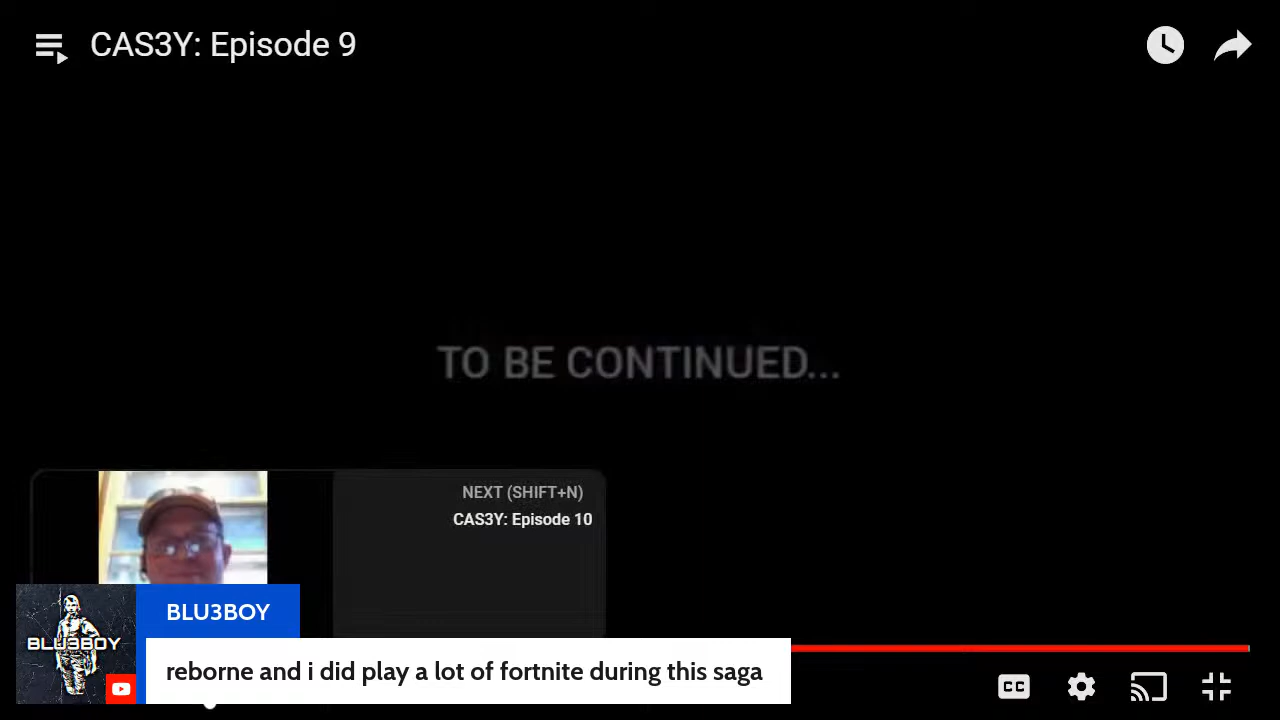 CAS3Y: Episode 9
TO BE CONTINUED...
NEXT (SHIFT+N)
CAS3Y: Episode 10
BLU3BOY
BLU3BOY
reborne and i did play a lot of fortnite during this saga
CC